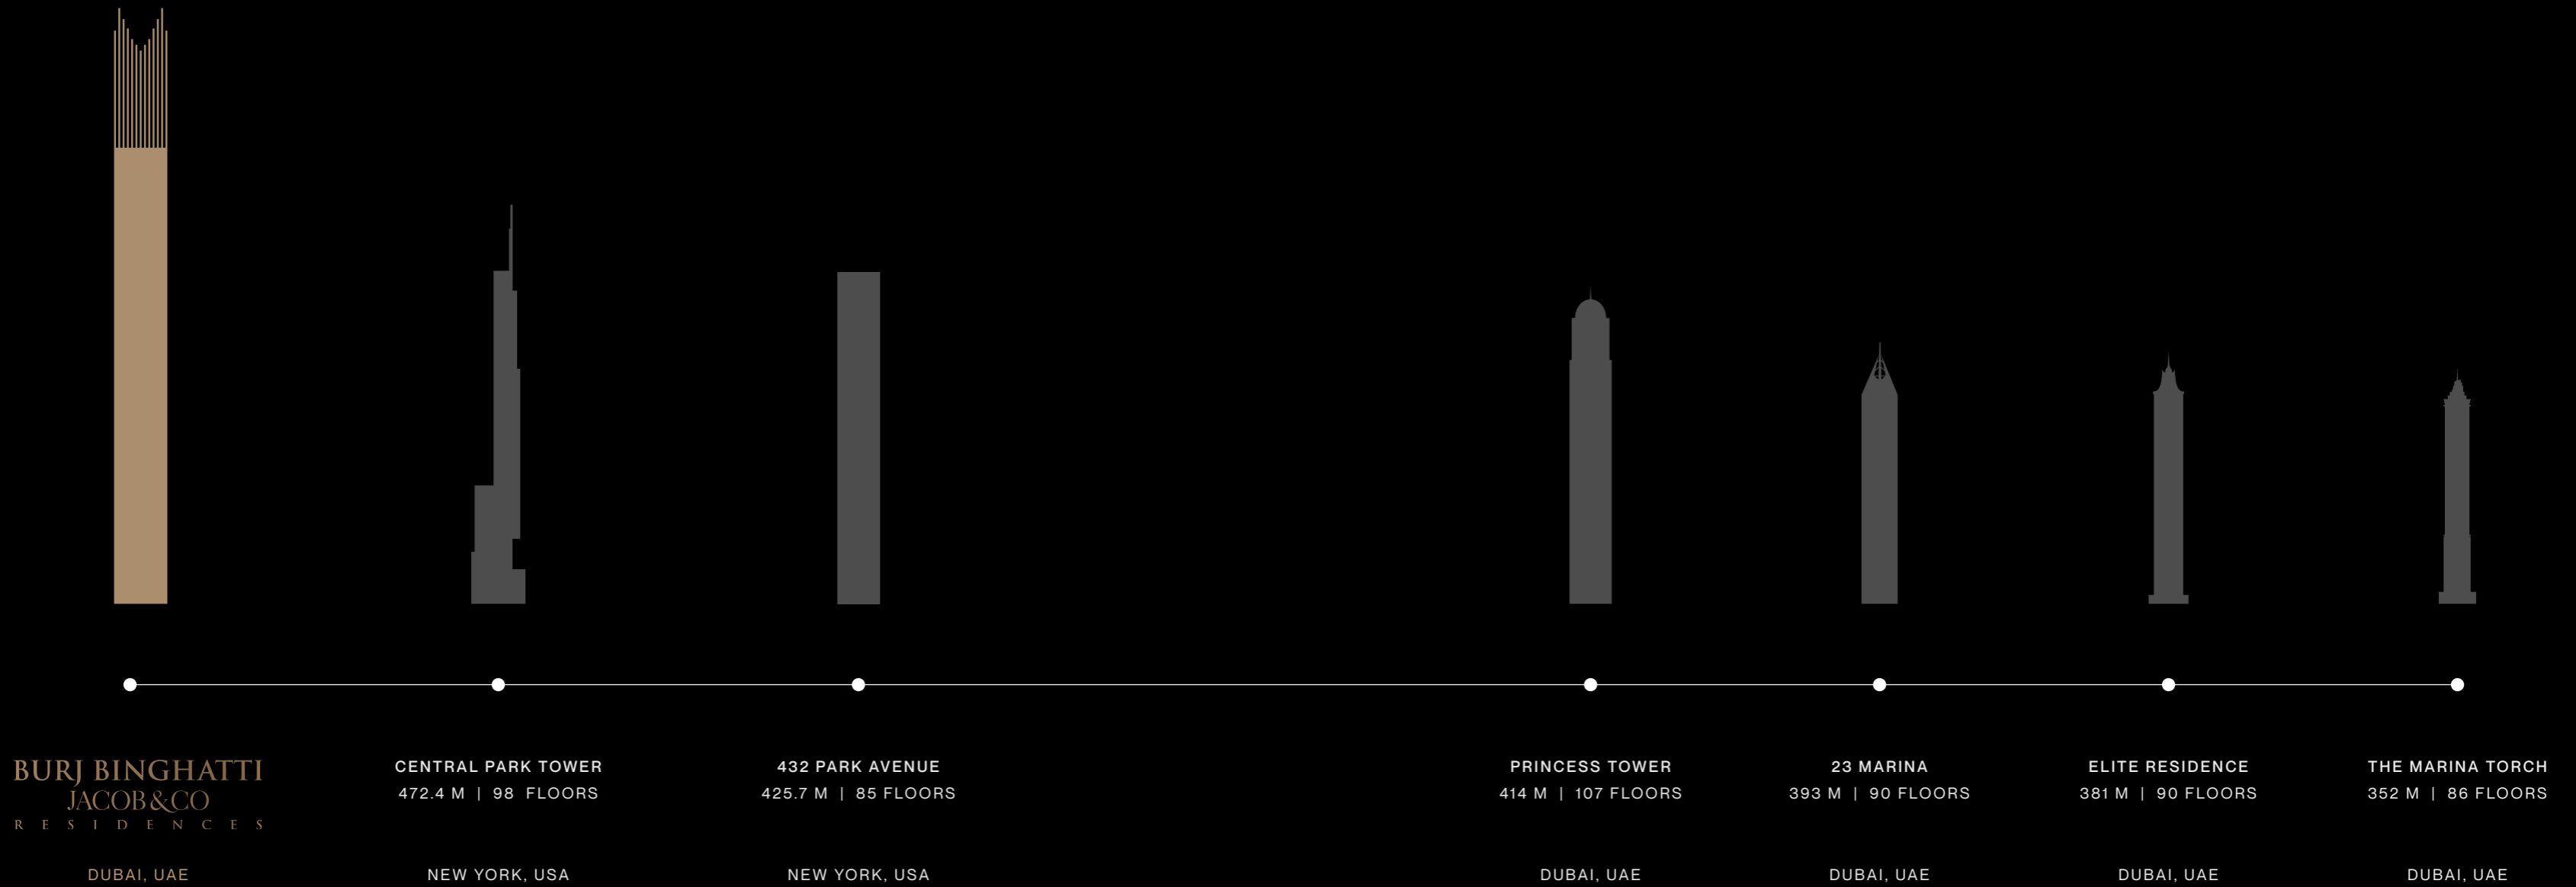 BURJ BINGHATTI
JACOB&CO
RESIDENCES
DUBAI, UAE
CENTRAL PARK TOWER
472.4 M | 98 FLOORS
NEW YORK, USA
432 PARK AVENUE
425.7 M | 85 FLOORS
NEW YORK, USA
PRINCESS TOWER
414 M | 107 FLOORS
DUBAI, UAE
23 MARINA
393 M | 90 FLOORS
DUBAI, UAE
ELITE RESIDENCE
381 M | 90 FLOORS
DUBAI, UAE
THE MARINA TORCH
352 M | 86 FLOORS
DUBAI, UAE